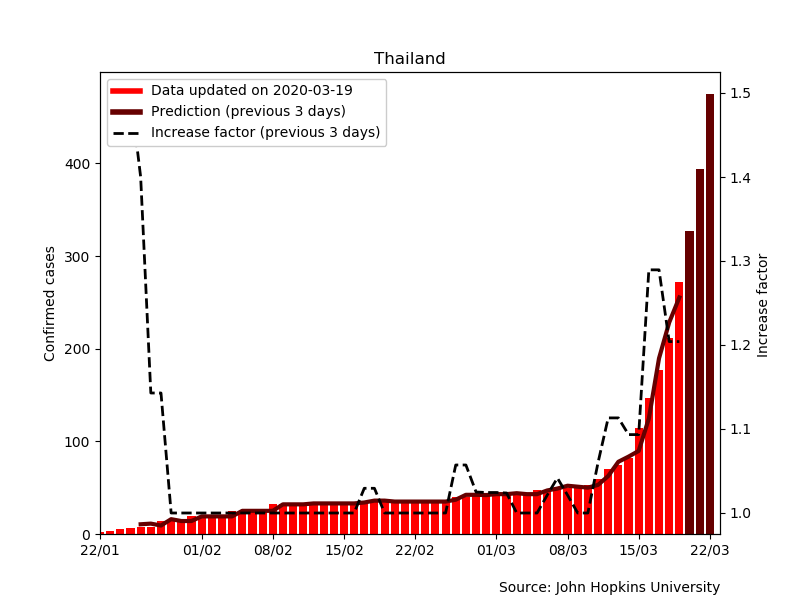 Thailand
Data updated on 2020-03-19
Prediction (previous 3 days)
Increase factor (previous 3 days)
Confirmed cases
400
300
200
100
0
1.5
1.4
1.3
1.2
1.1
1.0
Increase factor
22/01
01/02
08/02
15/02
22/02
01/03
08/03
15/03
22/03
Source: John Hopkins University